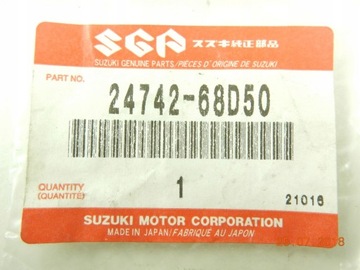 SGP スズキ純正部品
SUZUKI GENUINE PARTS/PIÈCES D'ORIGINE DE SUZUKI
PART NO.
24742-68D50
QUANTITY
(QUANTITÉ)
1
21016
SUZUKI MOTOR CORPORATION
MADE IN JAPAN/FABRIQUÉ AU JAPON